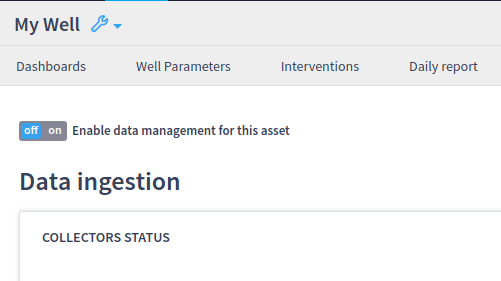 My Well
Dashboards Well Parameters Interventions Daily report
off on Enable data management for this asset
Data ingestion
COLLECTORS STATUS